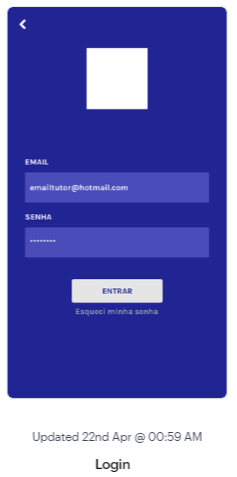 EMAIL
emailtutor@hotmail.com
SENHA
********
ENTRAR
Esqueci minha senha
Updated 22nd Apr @ 00:59 AM
Login